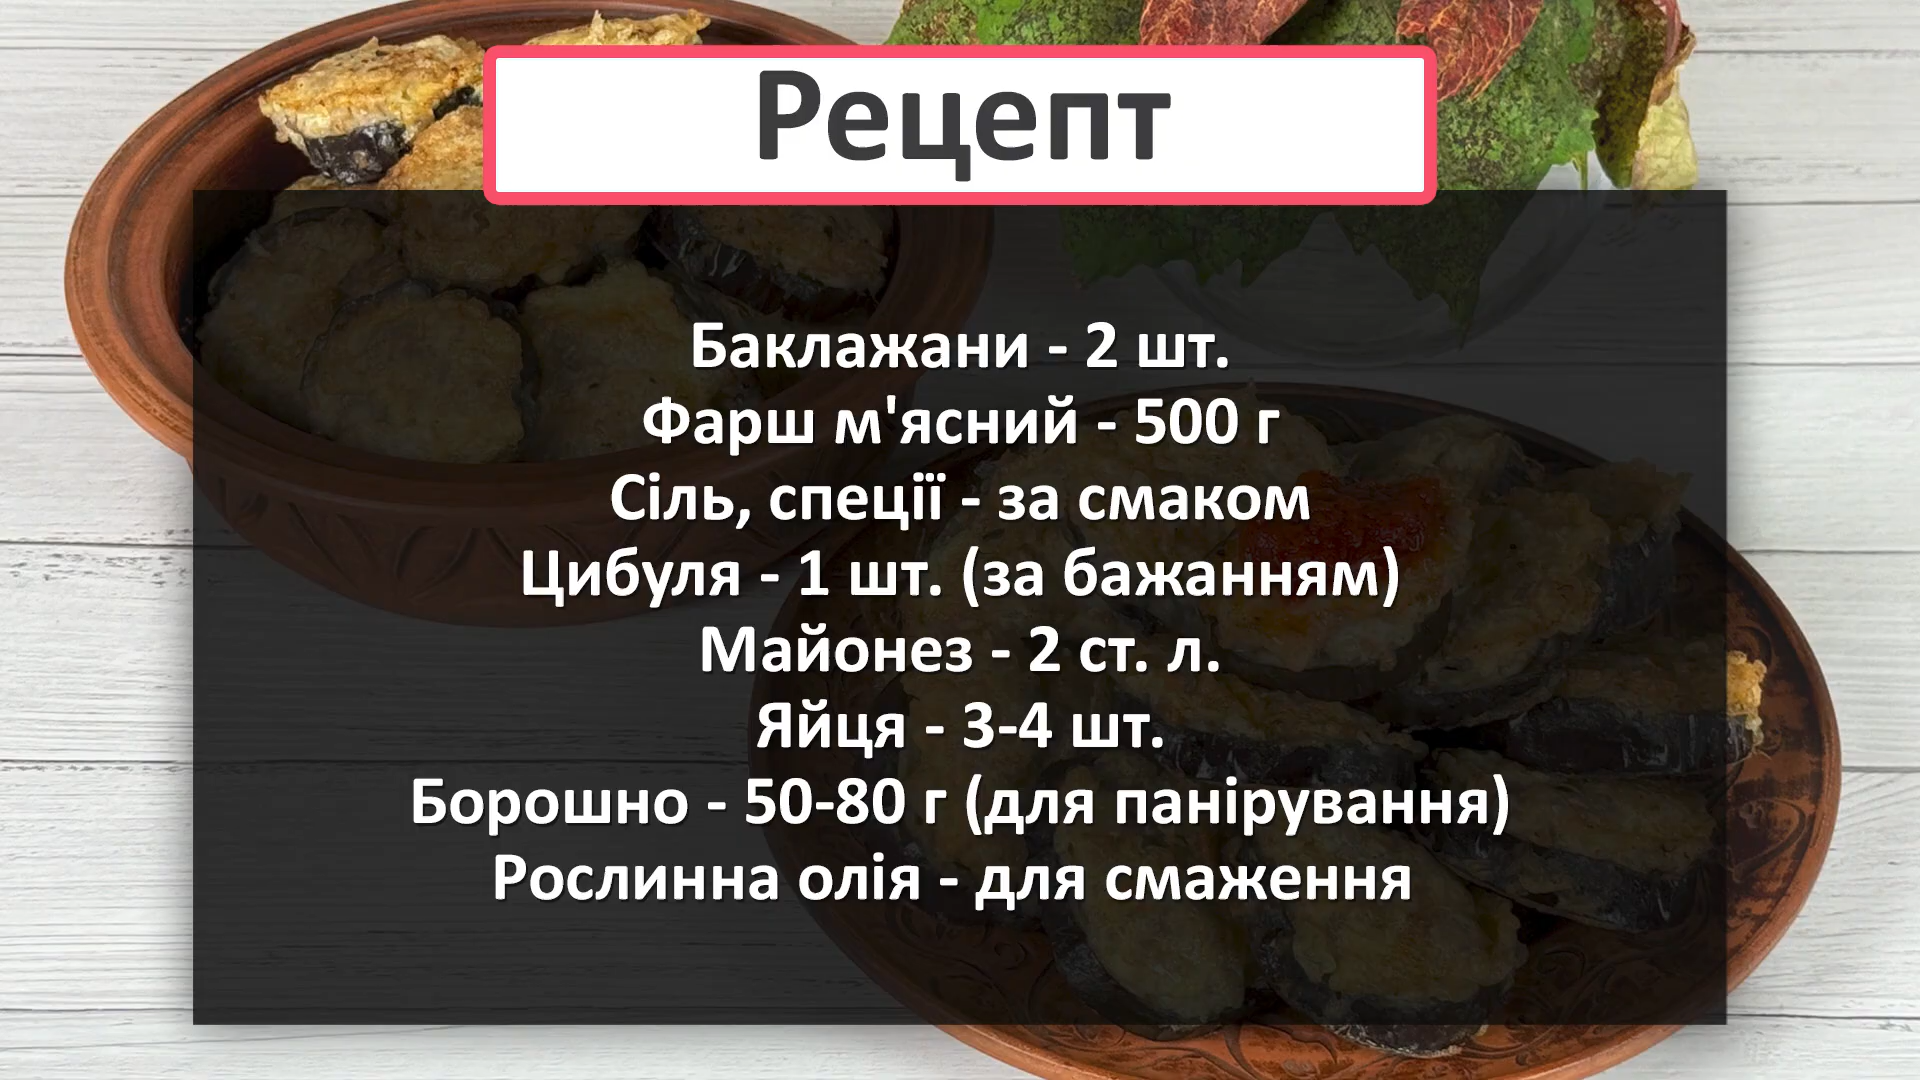 Рецепт
Баклажани - 2 шт.
Фарш м'ясний - 500 г
Сіль, спеції - за смаком
Цибуля - 1 шт. (за бажанням)
Майонез - 2 ст. л.
Яйця - 3-4 шт.
Борошно - 50-80 г (для панірування)
Рослинна олія - для смаження